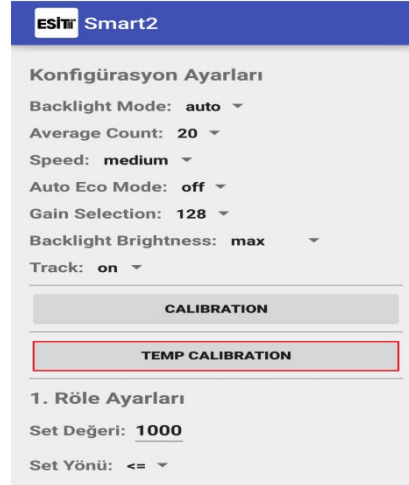 ESİT Smart2
Konfigürasyon Ayarları
Backlight Mode: auto
Average Count: 20
Speed: medium
Auto Eco Mode: off
Gain Selection: 128
Backlight Brightness: max
Track: on
CALIBRATION
TEMP CALIBRATION
1. Röle Ayarları
Set Değeri: 1000
Set Yönü: <=